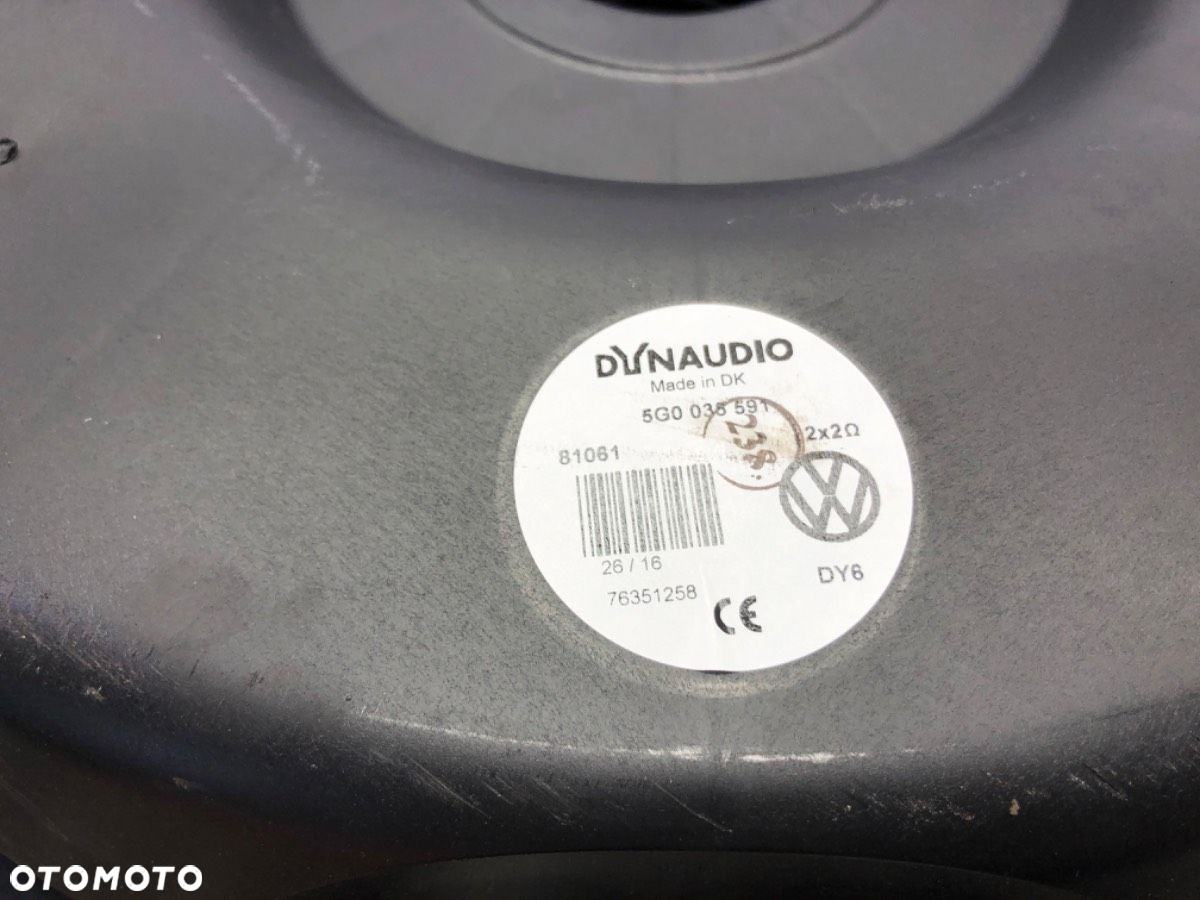 DYNAUDIO
Made in DK
5G0 035 591
2x2Ω
81061
26 / 16
76351258
DY6
CE
OTOMOTO